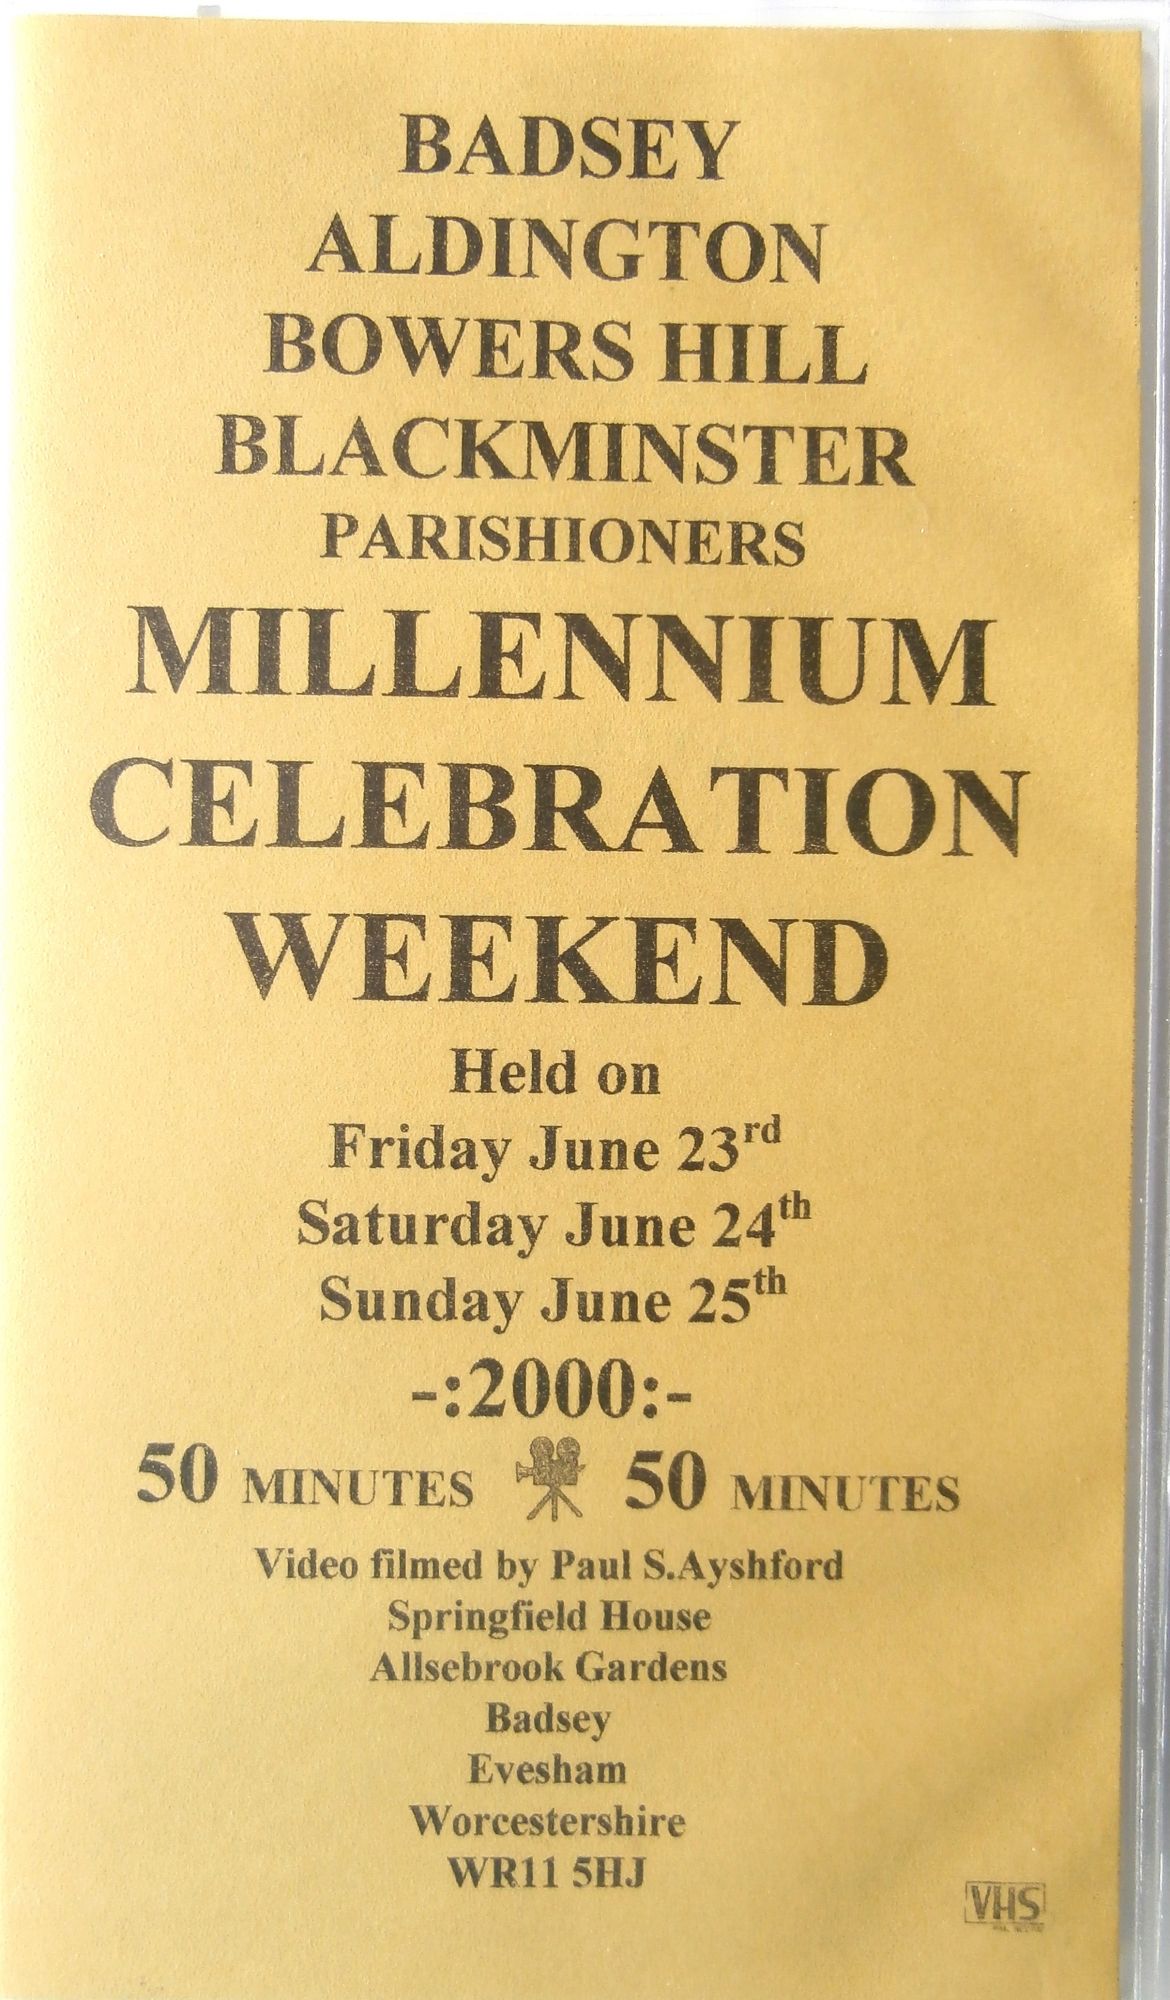 BADSEY
ALDINGTON
BOWERS HILL
BLACKMINSTER
PARISHIONERS
MILLENNIUM
CELEBRATION
WEEKEND
Held on
Friday June 23rd
Saturday June 24th
Sunday June 25th
-:2000:-
50 MINUTES 50 MINUTES
Video filmed by Paul S.Ayshford
Springfield House
Allsebrook Gardens
Badsey
Evesham
Worcestershire
WR11 5HJ
VHS